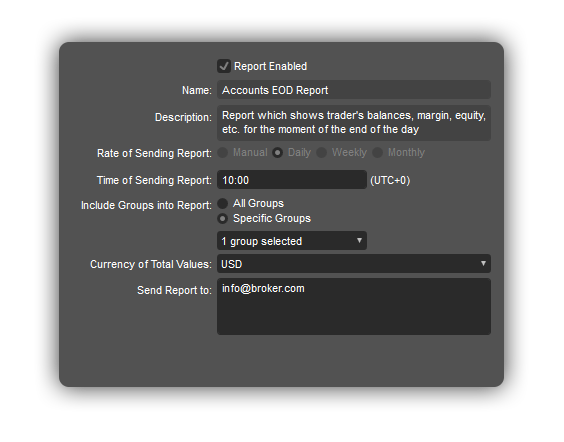 Report Enabled
Name: Accounts EOD Report
Description: Report which shows trader's balances, margin, equity,
etc. for the moment of the end of the day
Rate of Sending Report: Manual Daily Weekly Monthly
Time of Sending Report: 10:00 (UTC+0)
Include Groups into Report: All Groups
Specific Groups
1 group selected
Currency of Total Values: USD
Send Report to: info@broker.com